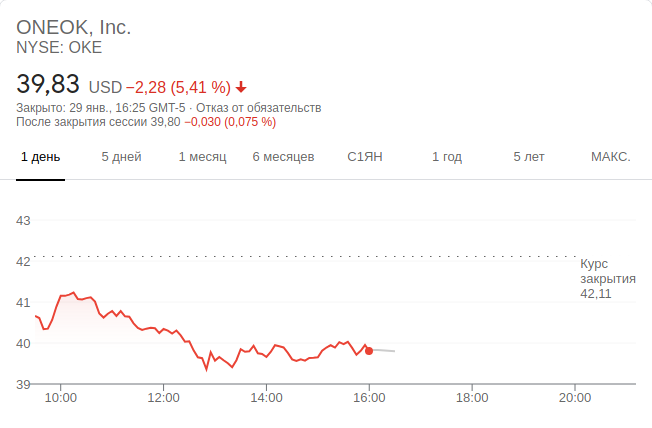 ONEOK, Inc.
NYSE: OKE
39,83 USD −2,28 (5,41 %)
Закрыто: 29 янв., 16:25 GMT-5 · Отказ от обязательств
После закрытия сессии 39,80 −0,030 (0,075 %)
1 день 5 дней 1 месяц 6 месяцев С1ЯН 1 год 5 лет МАКС.
43
42
Курс
закрытия
42,11
41
40
39
10:00 12:00 14:00 16:00 18:00 20:00